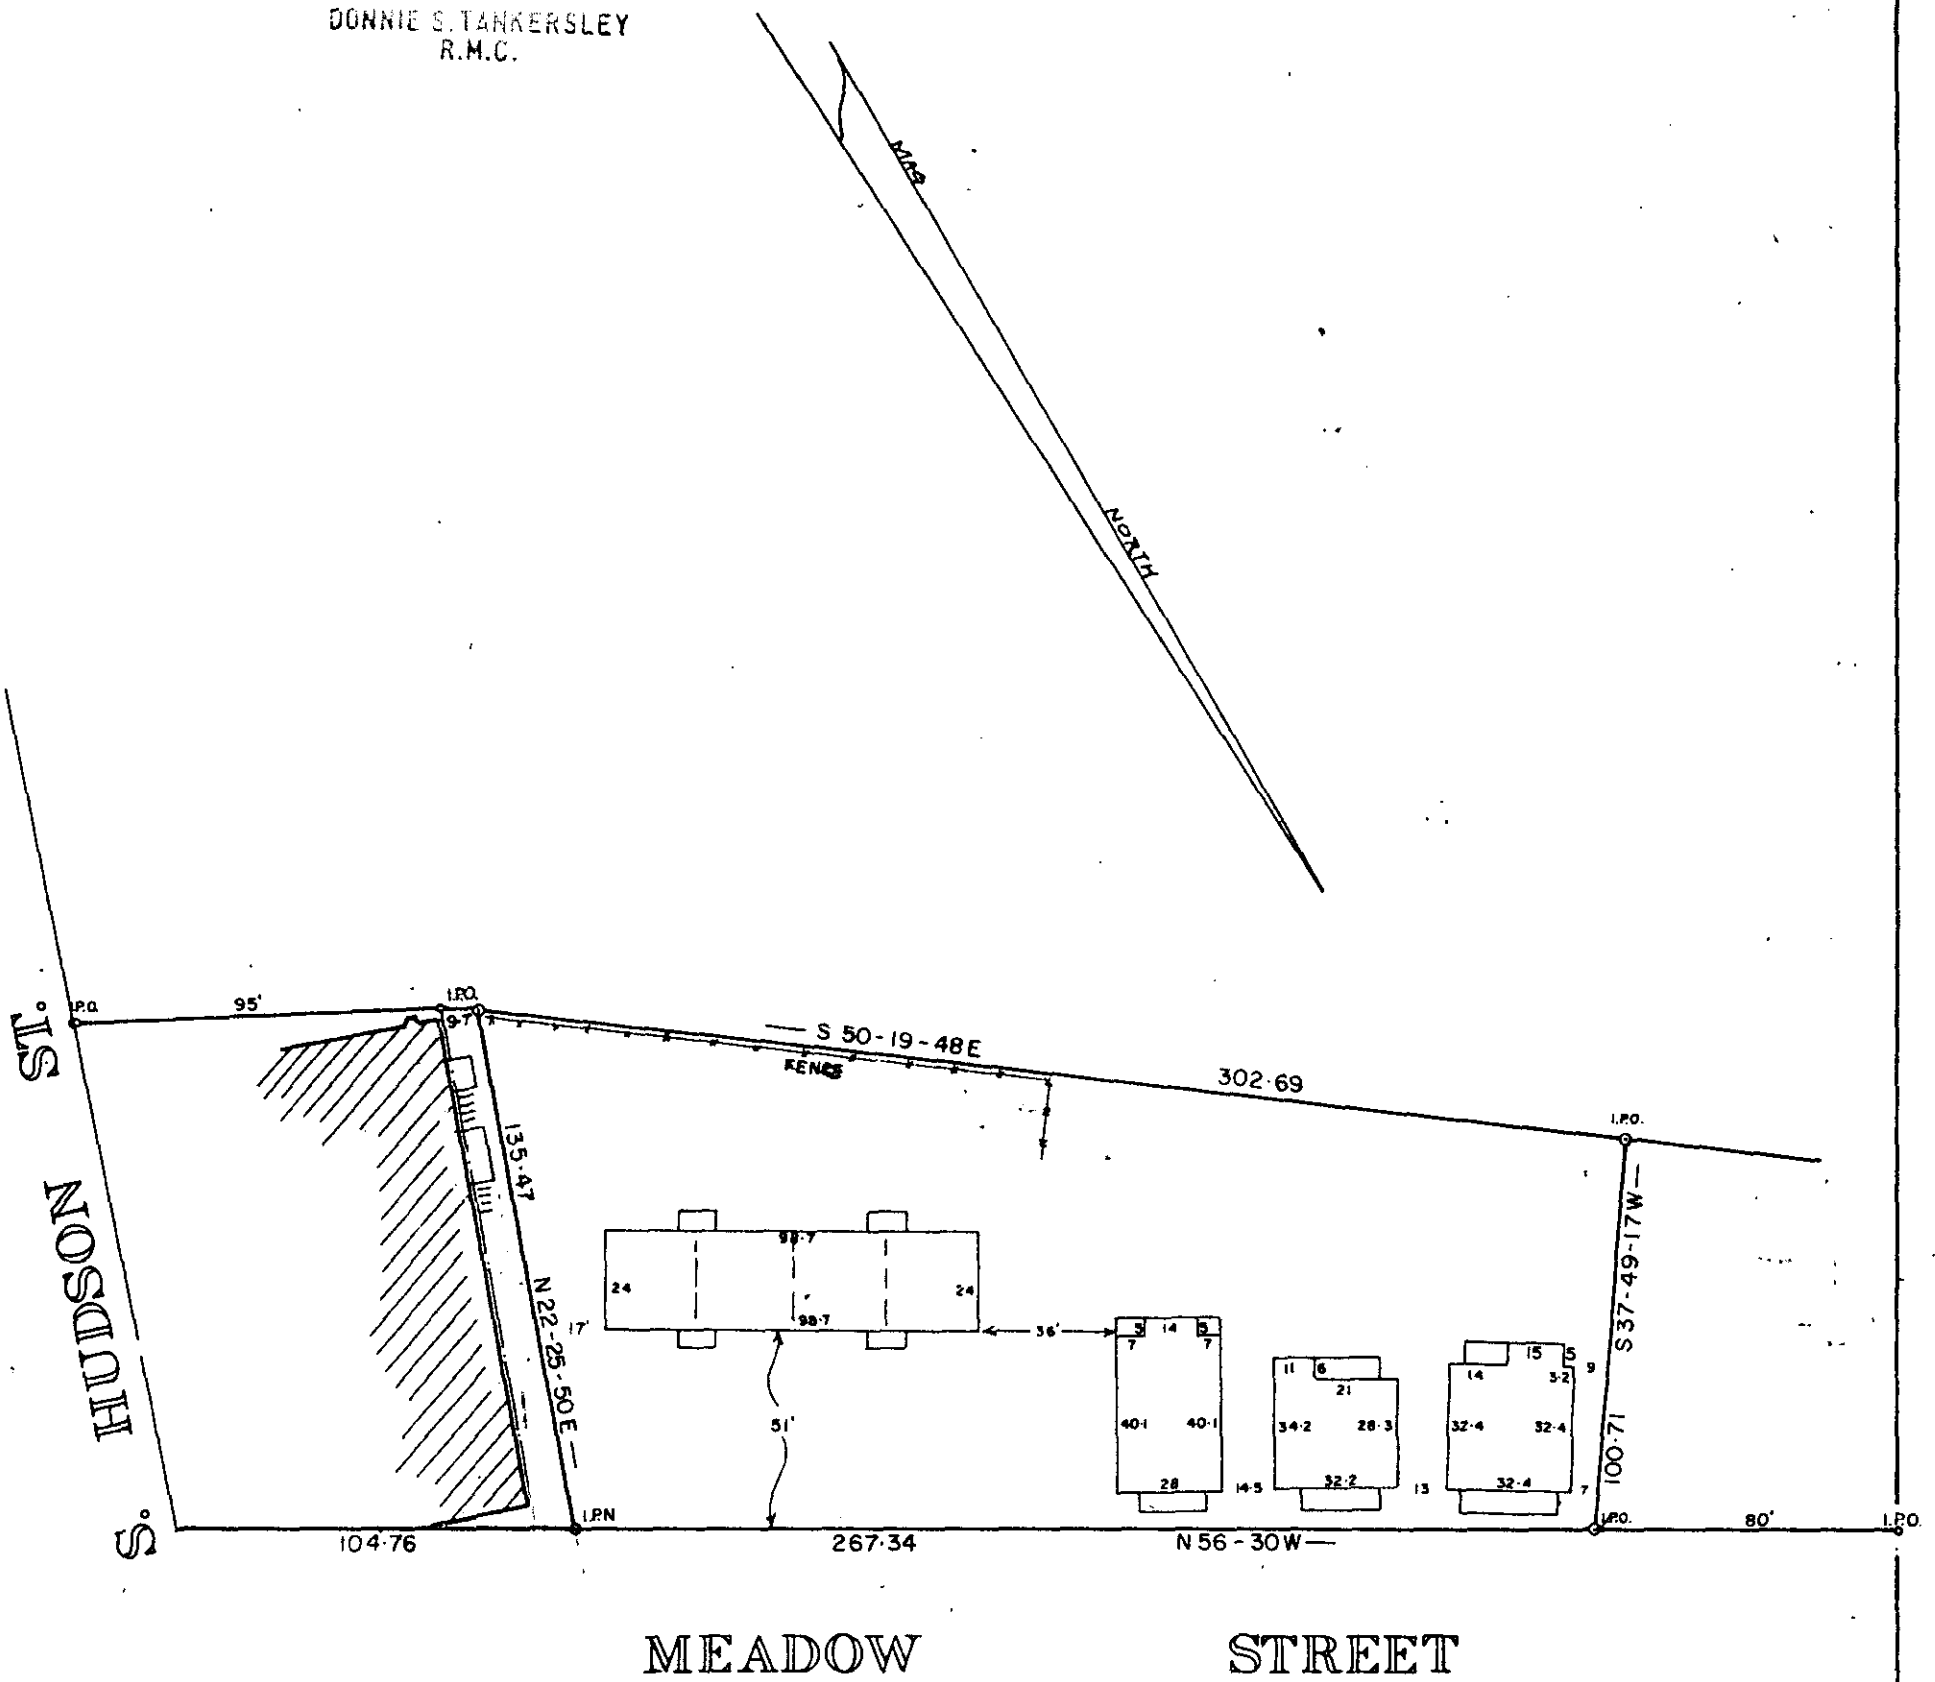 DONNIE S. TANKERSLEY
R.M.C.
MAG
NORTH
S. HUDSON ST.
I.P.O.
95'
I.P.O.
9.7
S 50-19-48E
FENCE
302.69
I.P.O.
135.47
N 22-25-50E
S 37-49-17W
100.71
98.7
24
24
98.7
17'
36'
51'
5
14
5
7
7
40.1
40.1
28
14.5
11
6
21
34.2
28.3
32.2
13
15
5
9
14
3.2
32.4
32.4
32.4
7
I.P.N
I.P.O.
80'
I.P.O.
104.76
267.34
N 56-30W
MEADOW STREET